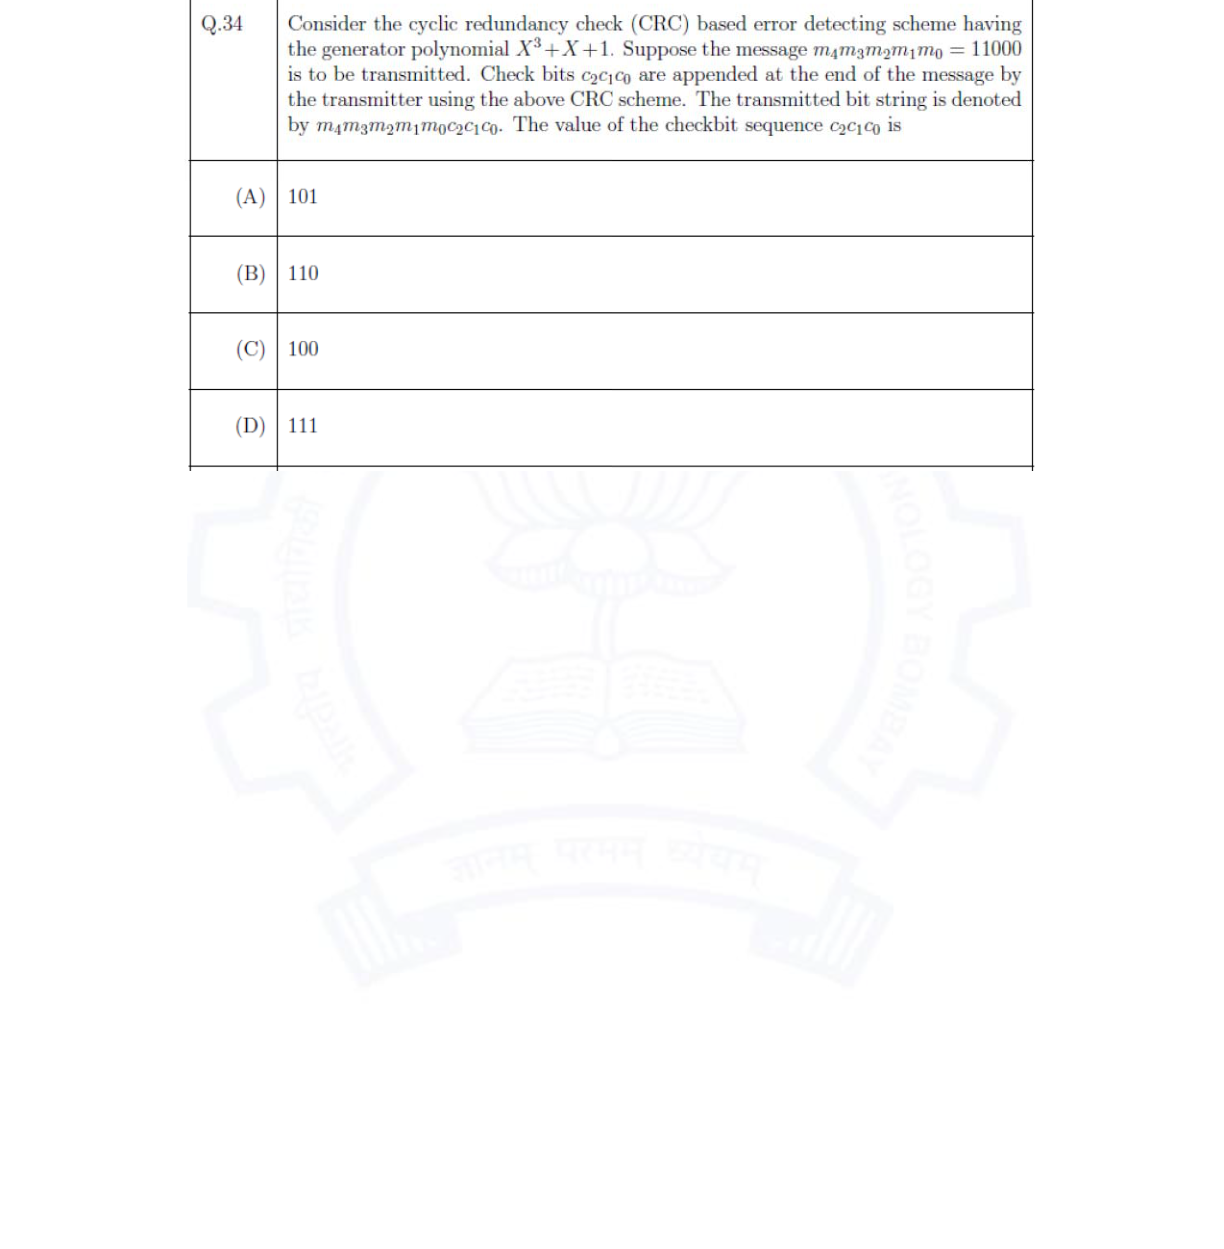 Q.34 Consider the cyclic redundancy check (CRC) based error detecting scheme having
the generator polynomial X³+X+1. Suppose the message m₄m₃m₂m₁m₀ = 11000
is to be transmitted. Check bits c₂c₁c₀ are appended at the end of the message by
the transmitter using the above CRC scheme. The transmitted bit string is denoted
by m₄m₃m₂m₁m₀c₂c₁c₀. The value of the checkbit sequence c₂c₁c₀ is
(A) 101
(B) 110
(C) 100
(D) 111
प्रौद्योगिकी
NOLOGY BOMBAY
ज्ञानम् परमम् ध्येयम्